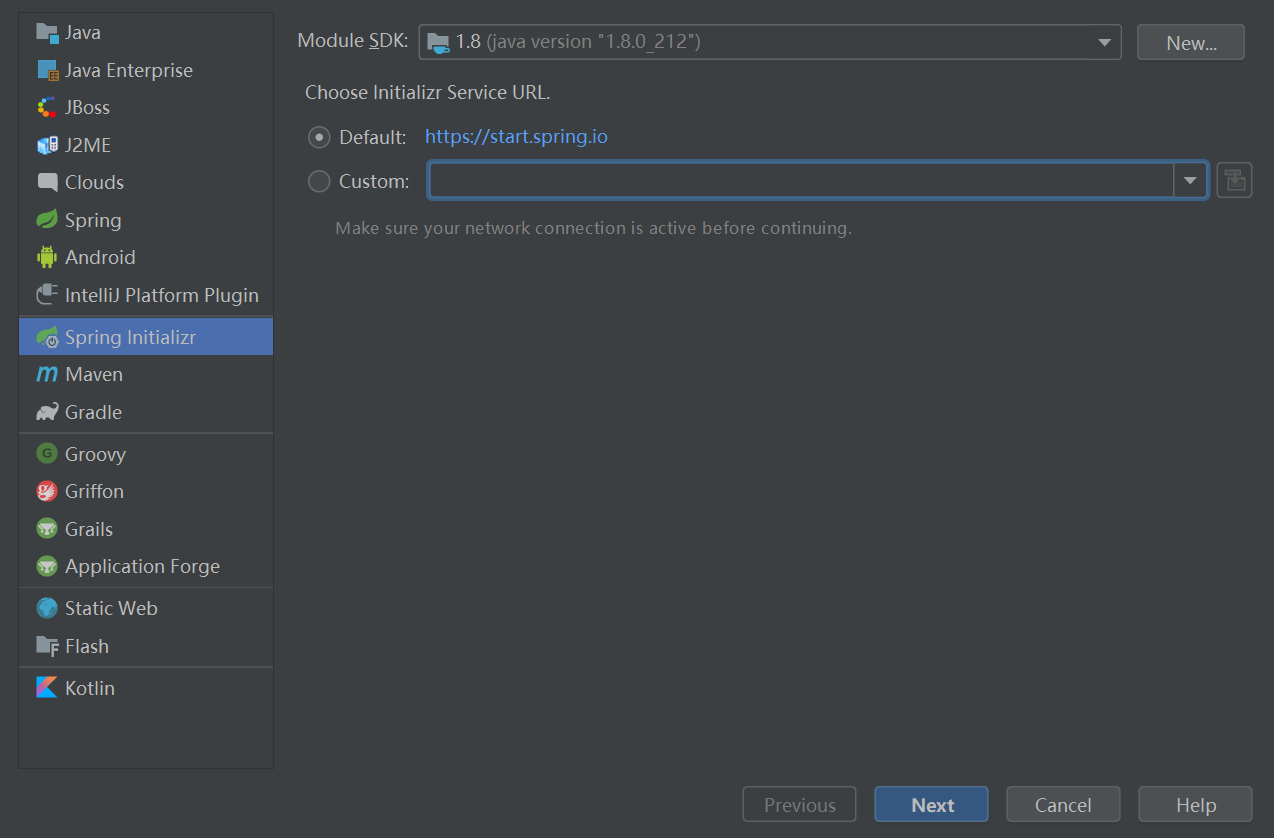 Java
Java Enterprise
JBoss
J2ME
Clouds
Spring
Android
IntelliJ Platform Plugin
Spring Initializr
Maven
Gradle
Groovy
Griffon
Grails
Application Forge
Static Web
Flash
Kotlin
Module SDK: 1.8 (java version "1.8.0_212") New...
Choose Initializr Service URL.
Default: https://start.spring.io
Custom:
Make sure your network connection is active before continuing.
Previous Next Cancel Help